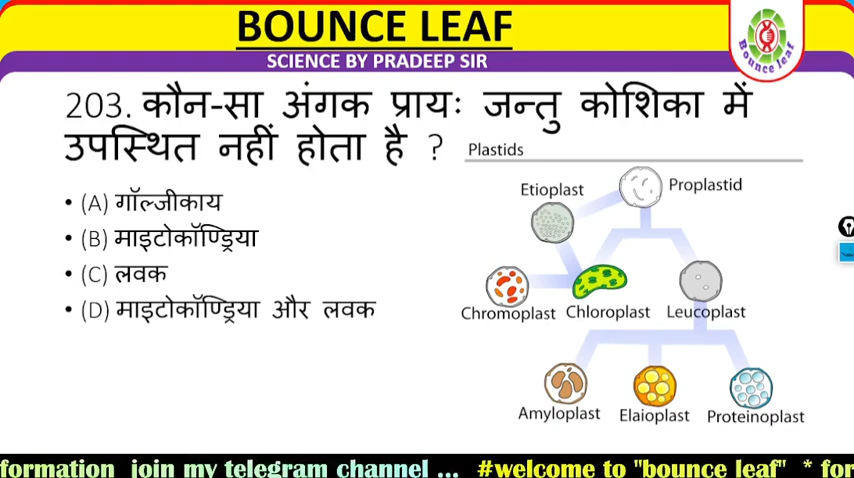 BOUNCE LEAF
SCIENCE BY PRADEEP SIR
Bounce leaf
203. कौन-सा अंगक प्रायः जन्तु कोशिका में
उपस्थित नहीं होता है ?
• (A) गॉल्जीकाय
• (B) माइटोकॉण्ड्रिया
• (C) लवक
• (D) माइटोकॉण्ड्रिया और लवक
Plastids
Etioplast
Proplastid
Chromoplast Chloroplast Leucoplast
Amyloplast Elaioplast Proteinoplast
formation join my telegram channel ... #welcome to "bounce leaf" * for